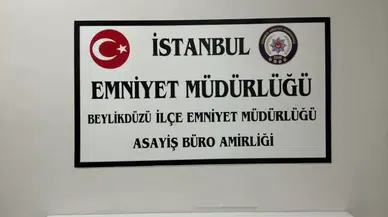 İSTANBUL
EMNİYET MÜDÜRLÜĞÜ
BEYLİKDÜZÜ İLÇE EMNİYET MÜDÜRLÜĞÜ
ASAYİŞ BÜRO AMİRLİĞİ